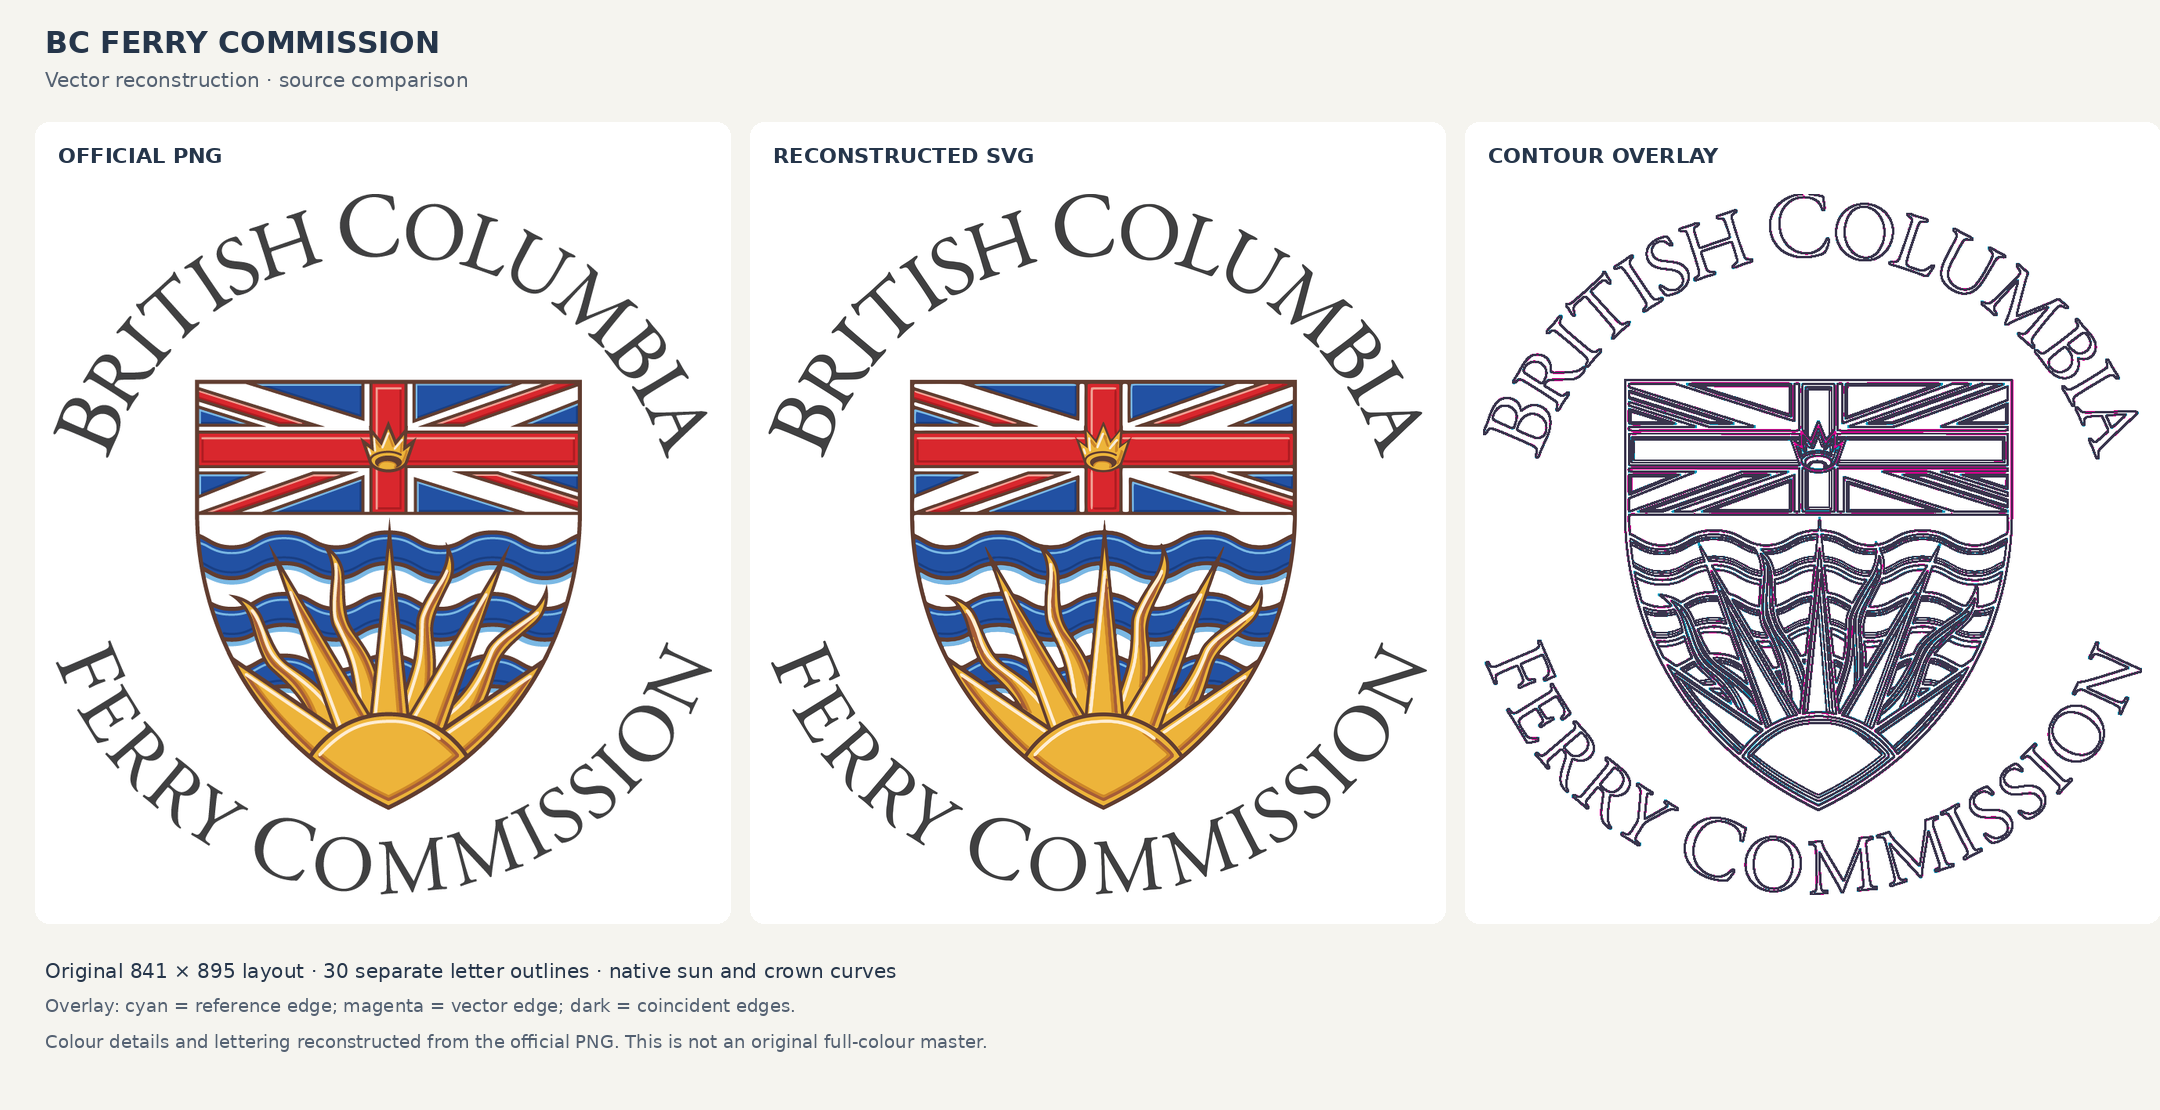 BC FERRY COMMISSION
Vector reconstruction · source comparison
OFFICIAL PNG
BRITISH COLUMBIA
FERRY COMMISSION
RECONSTRUCTED SVG
BRITISH COLUMBIA
FERRY COMMISSION
CONTOUR OVERLAY
BRITISH COLUMBIA
FERRY COMMISSION
Original 841 × 895 layout · 30 separate letter outlines · native sun and crown curves
Overlay: cyan = reference edge; magenta = vector edge; dark = coincident edges.
Colour details and lettering reconstructed from the official PNG. This is not an original full-colour master.